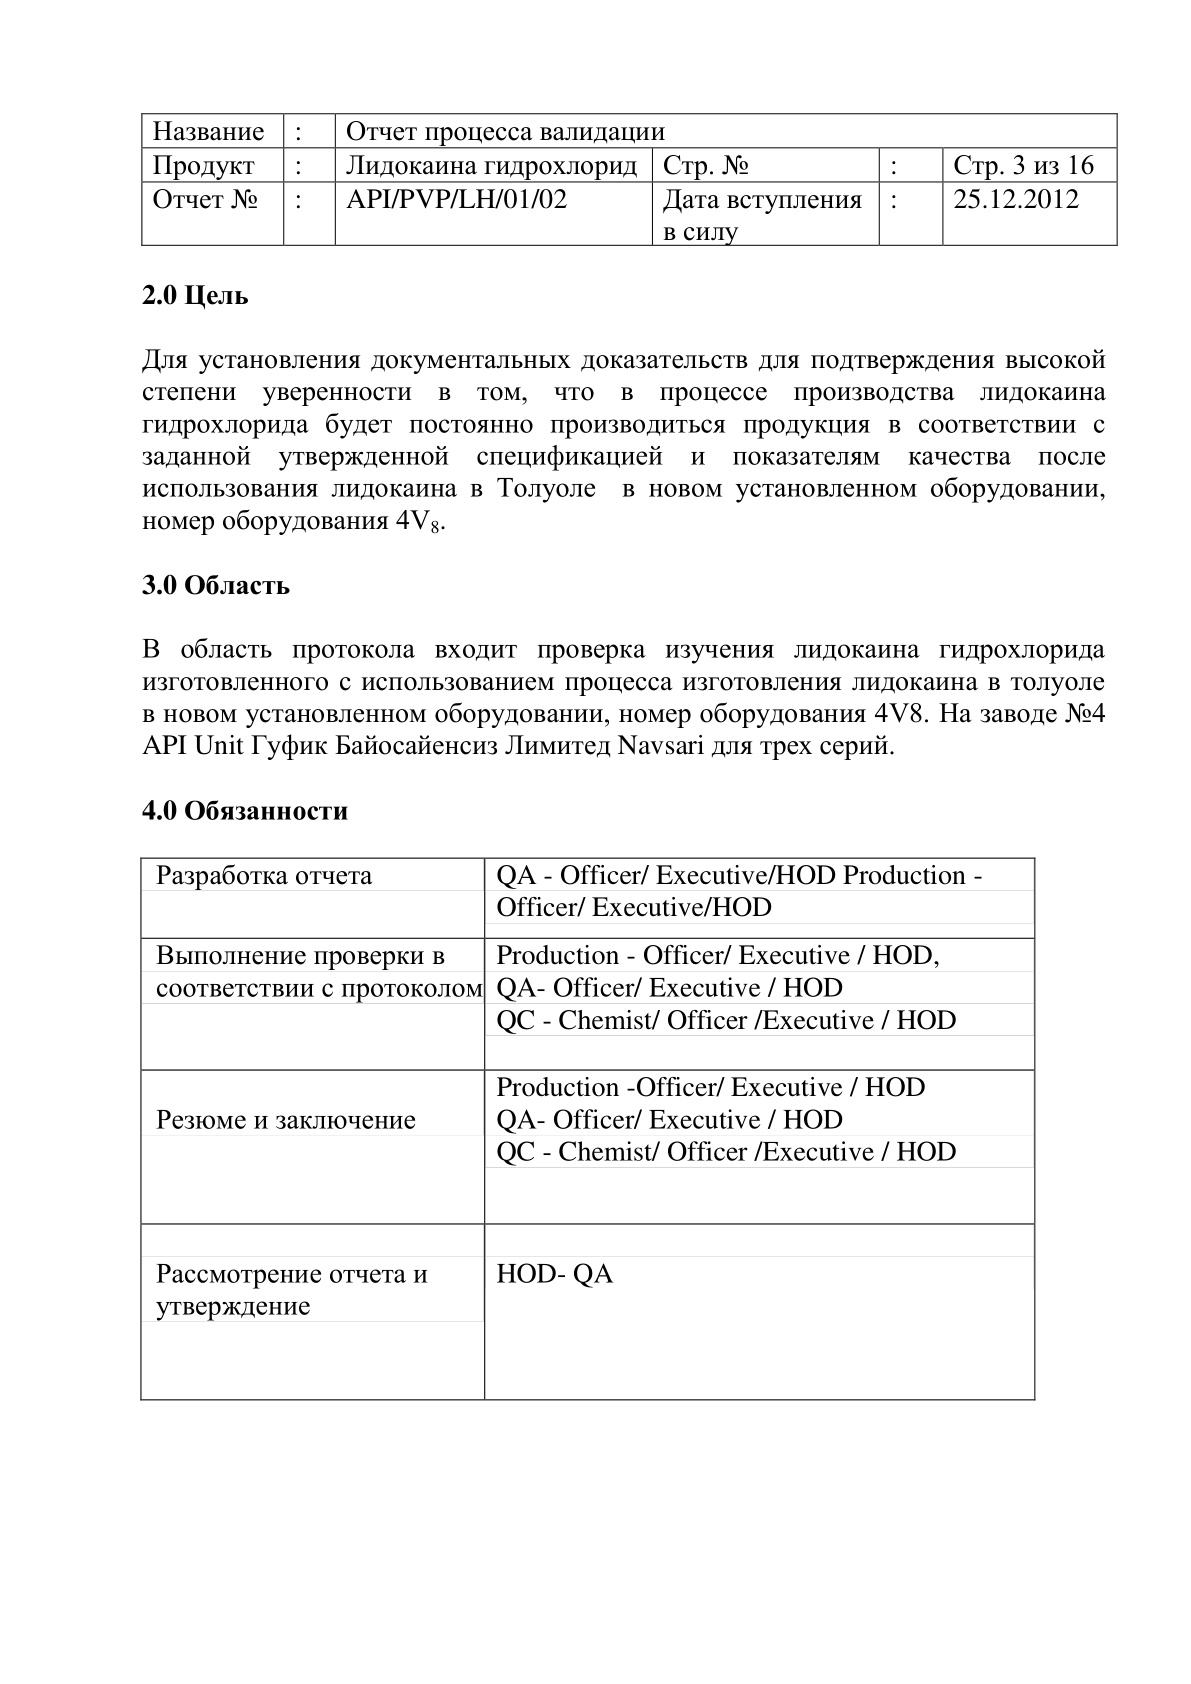 Название : Отчет процесса валидации
Продукт : Лидокаина гидрохлорид Стр. № : Стр. 3 из 16
Отчет № : API/PVP/LH/01/02 Дата вступления : 25.12.2012
в силу
2.0 Цель
Для установления документальных доказательств для подтверждения высокой
степени уверенности в том, что в процессе производства лидокаина
гидрохлорида будет постоянно производиться продукция в соответствии с
заданной утвержденной спецификацией и показателям качества после
использования лидокаина в Толуоле в новом установленном оборудовании,
номер оборудования 4V₈.
3.0 Область
В область протокола входит проверка изучения лидокаина гидрохлорида
изготовленного с использованием процесса изготовления лидокаина в толуоле
в новом установленном оборудовании, номер оборудования 4V8. На заводе №4
API Unit Гуфик Байосайенсиз Лимитед Navsari для трех серий.
4.0 Обязанности
Разработка отчета QA - Officer/ Executive/HOD Production -
Officer/ Executive/HOD
Выполнение проверки в Production - Officer/ Executive / HOD,
соответствии с протоколом QA- Officer/ Executive / HOD
QC - Chemist/ Officer /Executive / HOD
Production -Officer/ Executive / HOD
Резюме и заключение QA- Officer/ Executive / HOD
QC - Chemist/ Officer /Executive / HOD
Рассмотрение отчета и HOD- QA
утверждение